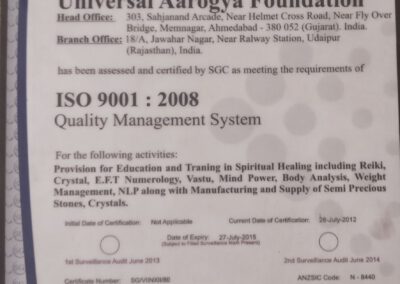 Universal Aarogya Foundation
Head Office: 303, Sahjanand Arcade, Near Helmet Cross Road, Near Fly Over
Bridge, Memnagar, Ahmedabad - 380 052 (Gujarat). India.
Branch Office: 18/A, Jawahar Nagar, Near Ralway Station, Udaipur
(Rajasthan), India.
has been assessed and certified by SGC as meeting the requirements of
ISO 9001 : 2008
Quality Management System
For the following activities:
Provision for Education and Traning in Spiritual Healing including Reiki,
Crystal, E.F.T Numerology, Vastu, Mind Power, Body Analysis, Weight
Management, NLP along with Manufacturing and Supply of Semi Precious
Stones, Crystals.
Initial Date of Certification: Not Applicable Current Date of Certification: 28-July-2012
Date of Expiry: 27-July-2015
(Subject to Filled Surveillance Mark Present)
1st Surveillance Audit June 2013 2nd Surveillance Audit June 2014
Certificate Number: ANZSIC Code: N - 8440